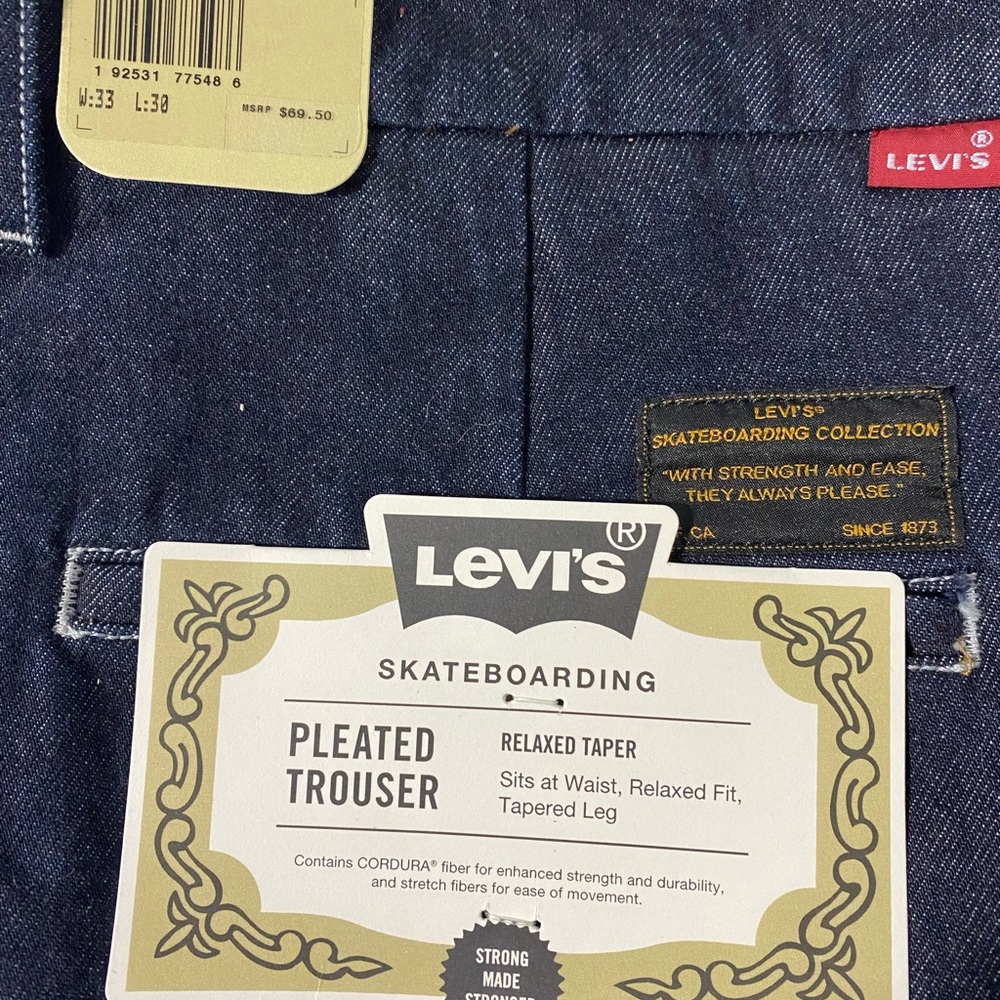 1 92531 77548 6
W:33 L:30
MSRP $69.50
LEVI'S®
LEVI'S®
SKATEBOARDING COLLECTION
"WITH STRENGTH AND EASE,
THEY ALWAYS PLEASE."
CA SINCE 1873
Levi's®
SKATEBOARDING
PLEATED
TROUSER
RELAXED TAPER
Sits at Waist, Relaxed Fit,
Tapered Leg
Contains CORDURA® fiber for enhanced strength and durability,
and stretch fibers for ease of movement.
STRONG
MADE
STRONGER